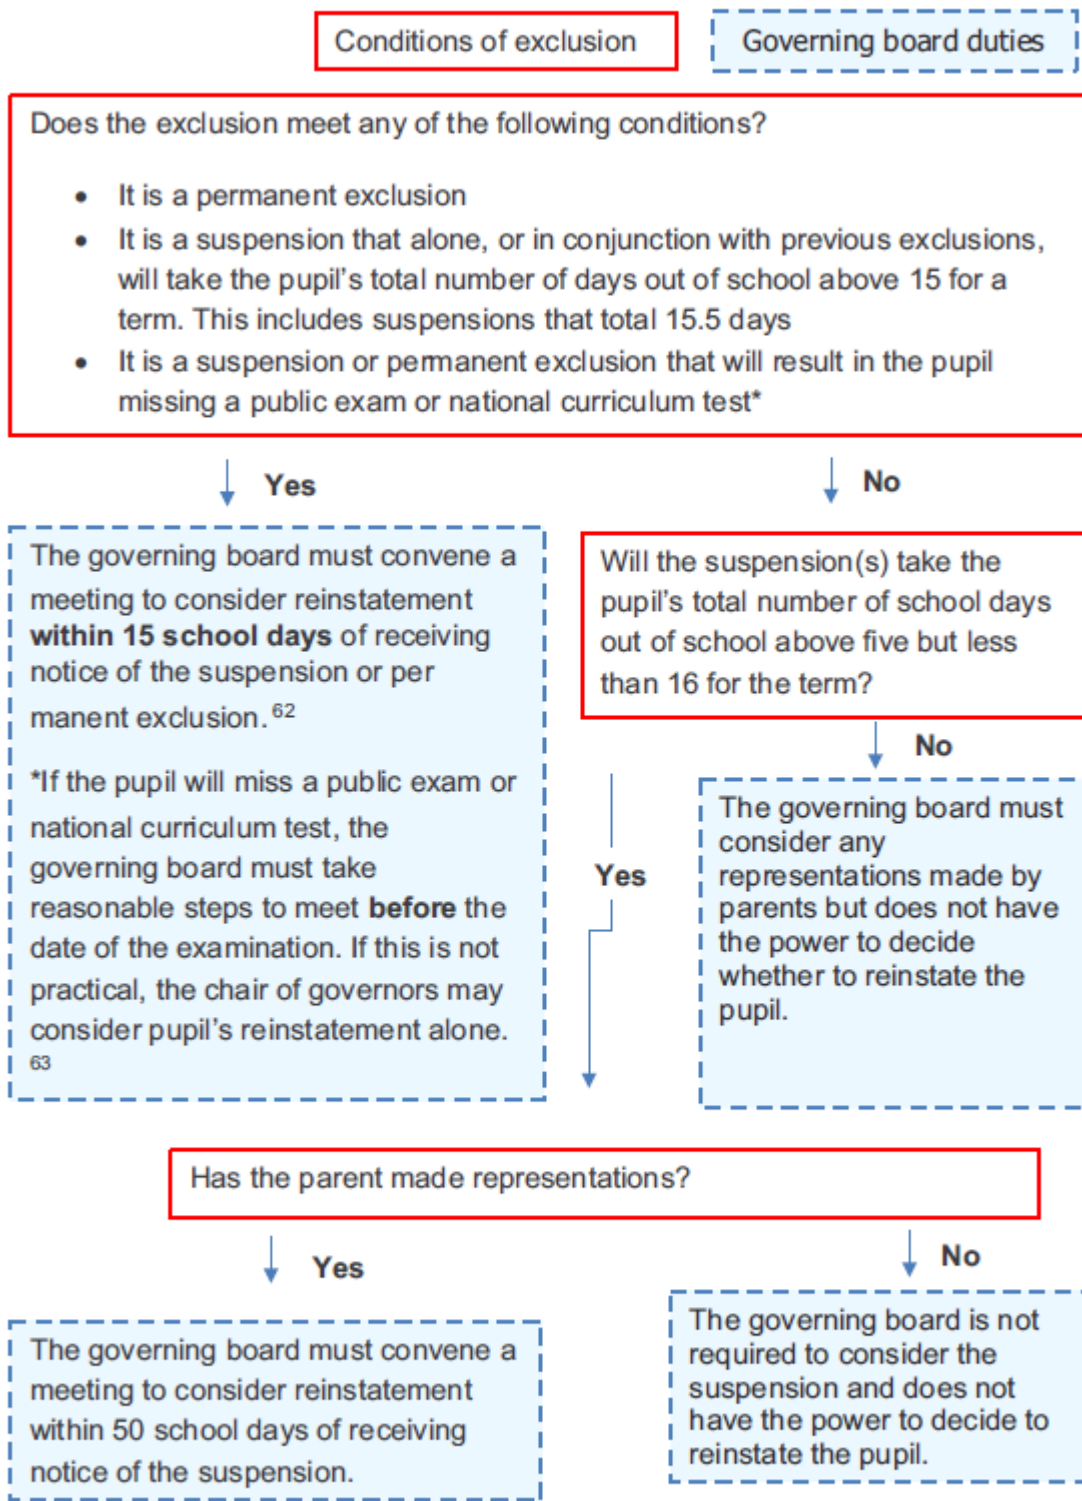 Conditions of exclusion
Governing board duties
Does the exclusion meet any of the following conditions?
• It is a permanent exclusion
• It is a suspension that alone, or in conjunction with previous exclusions,
will take the pupil's total number of days out of school above 15 for a
term. This includes suspensions that total 15.5 days
• It is a suspension or permanent exclusion that will result in the pupil
missing a public exam or national curriculum test*
Yes
No
The governing board must convene a
meeting to consider reinstatement
within 15 school days of receiving
notice of the suspension or per
manent exclusion. 62
*If the pupil will miss a public exam or
national curriculum test, the
governing board must take
reasonable steps to meet before the
date of the examination. If this is not
practical, the chair of governors may
consider pupil's reinstatement alone.
63
Will the suspension(s) take the
pupil's total number of school days
out of school above five but less
than 16 for the term?
No
Yes
The governing board must
consider any
representations made by
parents but does not have
the power to decide
whether to reinstate the
pupil.
Has the parent made representations?
Yes
No
The governing board must convene a
meeting to consider reinstatement
within 50 school days of receiving
notice of the suspension.
The governing board is not
required to consider the
suspension and does not
have the power to decide to
reinstate the pupil.